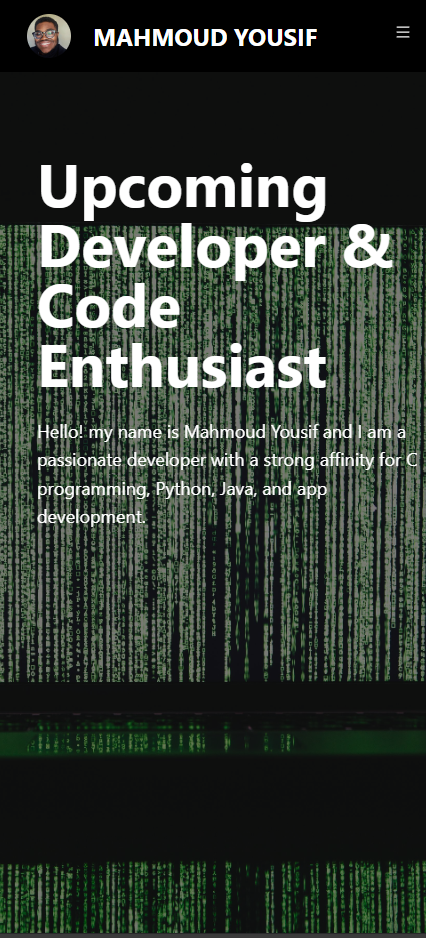 MAHMOUD YOUSIF
Upcoming
Developer &
Code
Enthusiast
Hello! my name is Mahmoud Yousif and I am a
passionate developer with a strong affinity for C
programming, Python, Java, and app
development.